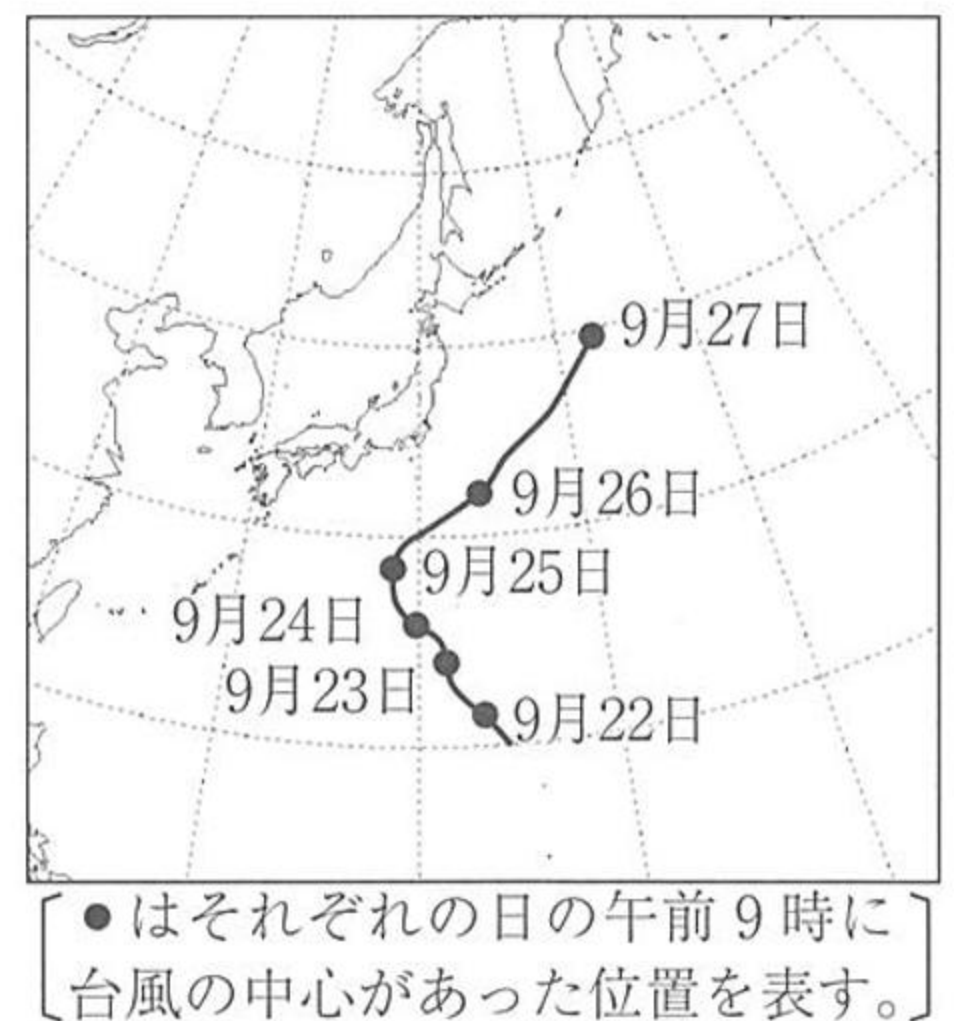 9月27日
9月26日
9月25日
9月24日
9月23日
9月22日
●はそれぞれの日の午前9時に
台風の中心があった位置を表す。